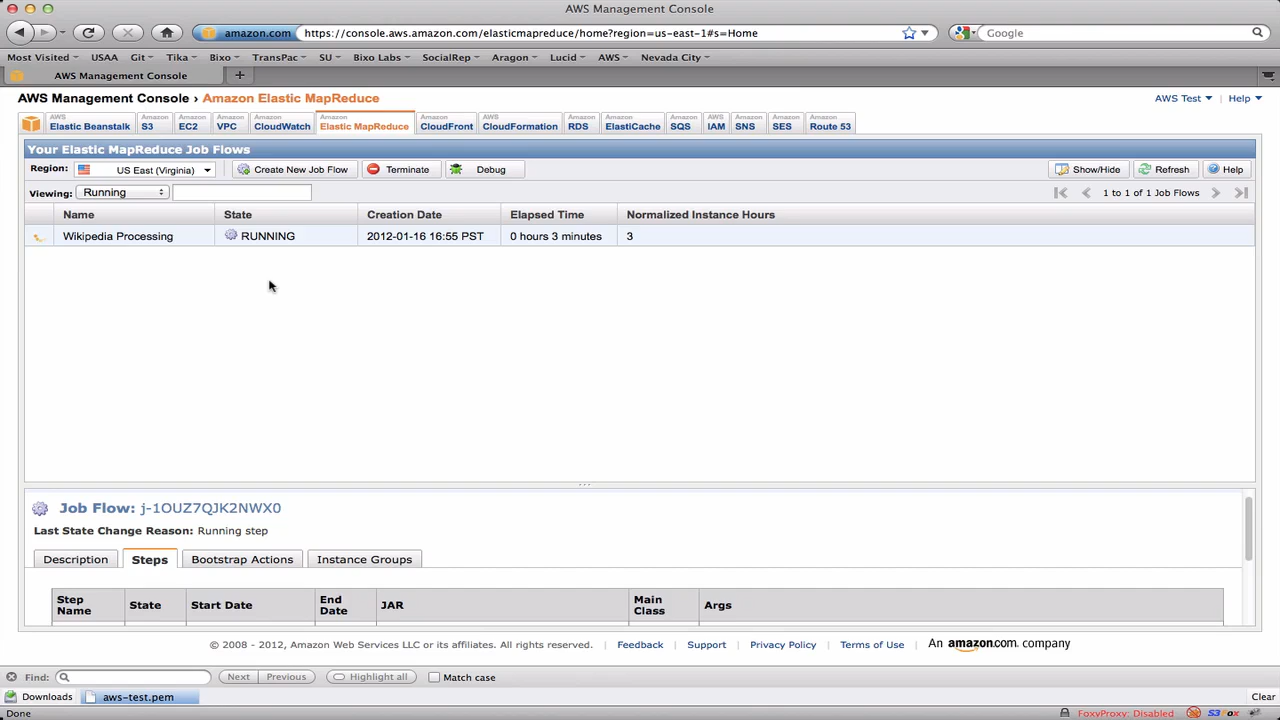 AWS Management Console
amazon.com https://console.aws.amazon.com/elasticmapreduce/home?region=us-east-1#s=Home Google
Most Visited USAA Git Tika Bixo TransPac SU Bixo Labs SocialRep Aragon Lucid AWS Nevada City
AWS Management Console +
AWS Management Console › Amazon Elastic MapReduce AWS Test | Help
AWS Amazon Amazon Amazon Amazon Amazon Amazon AWS Amazon Amazon Amazon AWS Amazon Amazon Amazon
Elastic Beanstalk S3 EC2 VPC CloudWatch Elastic MapReduce CloudFront CloudFormation RDS ElastiCache SQS IAM SNS SES Route 53
Your Elastic MapReduce Job Flows
Region: US East (Virginia) Create New Job Flow Terminate Debug Show/Hide Refresh Help
Viewing: Running 1 to 1 of 1 Job Flows
Name State Creation Date Elapsed Time Normalized Instance Hours
Wikipedia Processing RUNNING 2012-01-16 16:55 PST 0 hours 3 minutes 3
Job Flow: j-1OUZ7QJK2NWX0
Last State Change Reason: Running step
Description Steps Bootstrap Actions Instance Groups
Step Name State Start Date End Date JAR Main Class Args
© 2008 - 2012, Amazon Web Services LLC or its affiliates. All rights reserved. | Feedback | Support | Privacy Policy | Terms of Use An amazon.com company
Find: Next Previous Highlight all Match case
Downloads aws-test.pem Clear
Done FoxyProxy: Disabled S3Fox